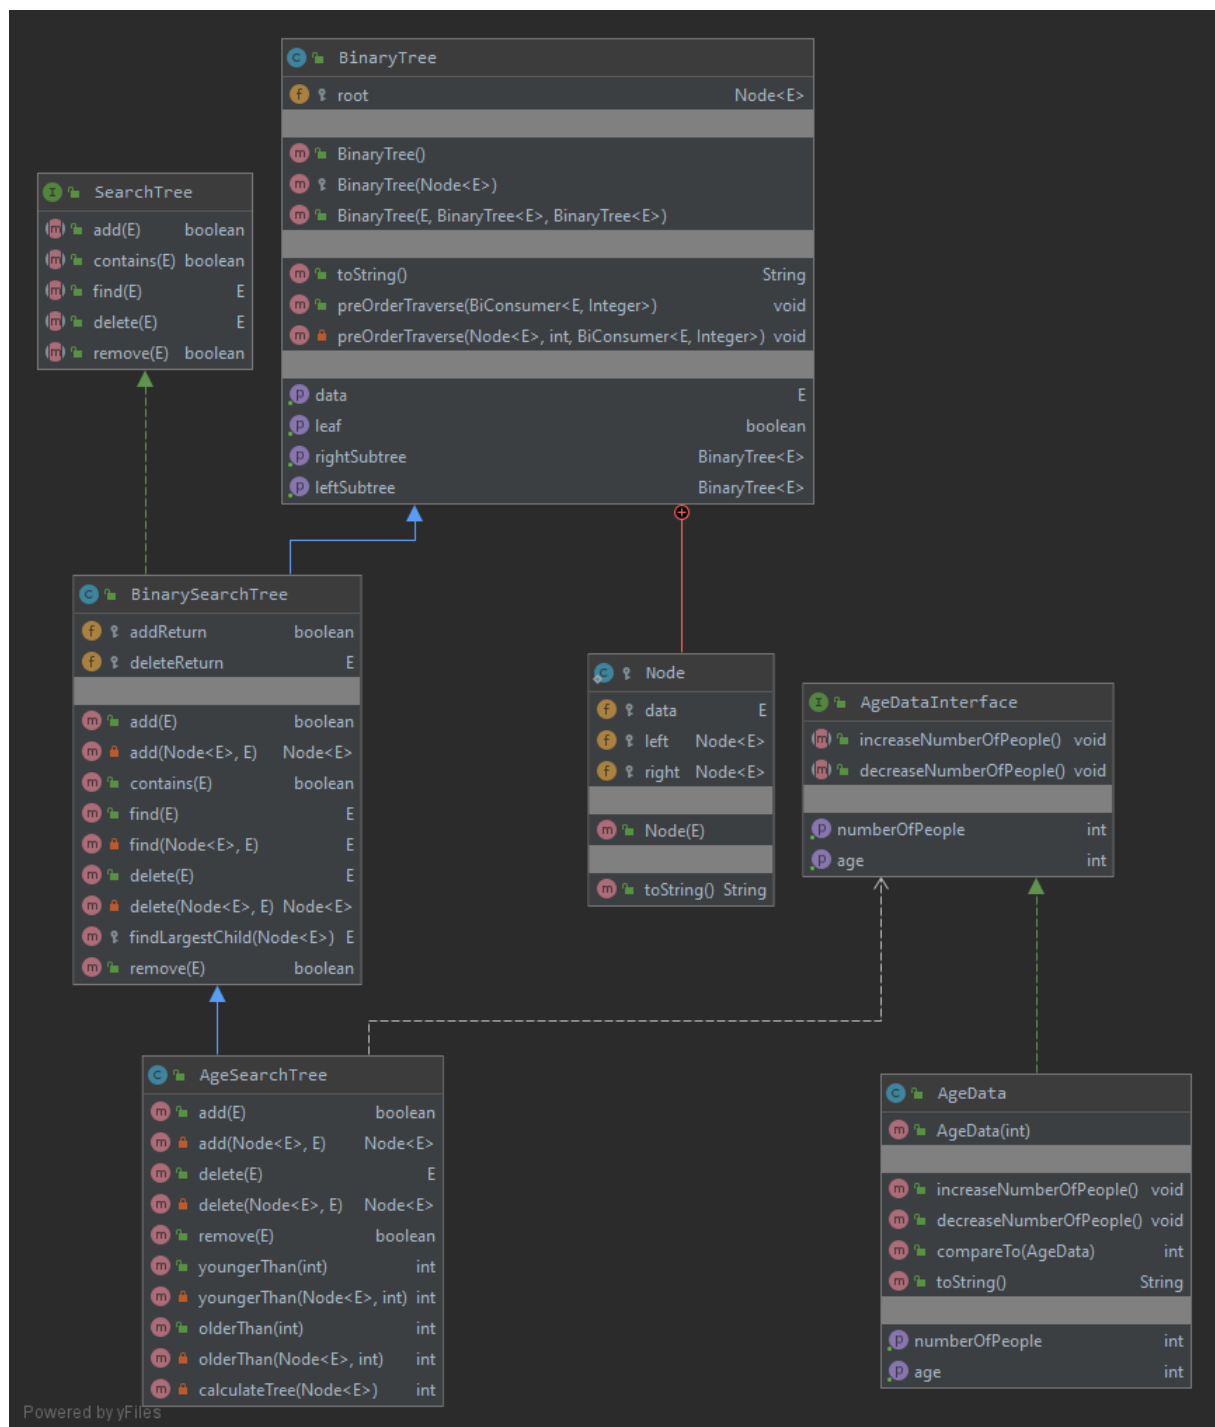 BinaryTree
root Node<E>
BinaryTree()
BinaryTree(Node<E>)
BinaryTree(E, BinaryTree<E>, BinaryTree<E>)
toString() String
preOrderTraverse(BiConsumer<E, Integer>) void
preOrderTraverse(Node<E>, int, BiConsumer<E, Integer>) void
data E
leaf boolean
rightSubtree BinaryTree<E>
leftSubtree BinaryTree<E>
SearchTree
add(E) boolean
contains(E) boolean
find(E) E
delete(E) E
remove(E) boolean
BinarySearchTree
addReturn boolean
deleteReturn E
add(E) boolean
add(Node<E>, E) Node<E>
contains(E) boolean
find(E) E
find(Node<E>, E) E
delete(E) E
delete(Node<E>, E) Node<E>
findLargestChild(Node<E>) E
remove(E) boolean
Node
data E
left Node<E>
right Node<E>
Node(E)
toString() String
AgeDataInterface
increaseNumberOfPeople() void
decreaseNumberOfPeople() void
numberOfPeople int
age int
AgeSearchTree
add(E) boolean
add(Node<E>, E) Node<E>
delete(E) E
delete(Node<E>, E) Node<E>
remove(E) boolean
youngerThan(int) int
youngerThan(Node<E>, int) int
olderThan(int) int
olderThan(Node<E>, int) int
calculateTree(Node<E>) int
AgeData
AgeData(int)
increaseNumberOfPeople() void
decreaseNumberOfPeople() void
compareTo(AgeData) int
toString() String
numberOfPeople int
age int
Powered by yFiles